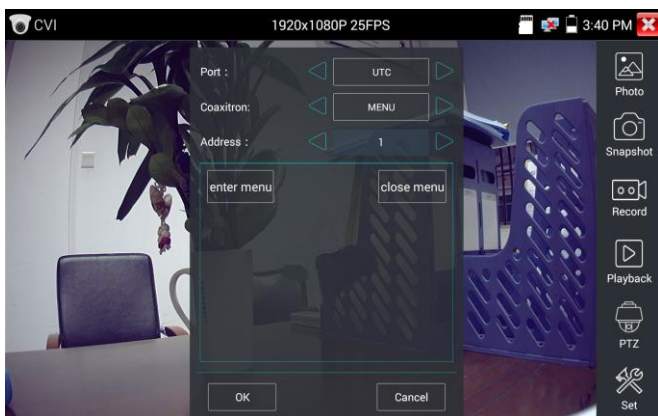 CVI 1920x1080P 25FPS 3:40 PM
Port : UTC
Coaxitron: MENU
Address : 1
enter menu close menu
OK Cancel
Photo
Snapshot
Record
Playback
PTZ
Set